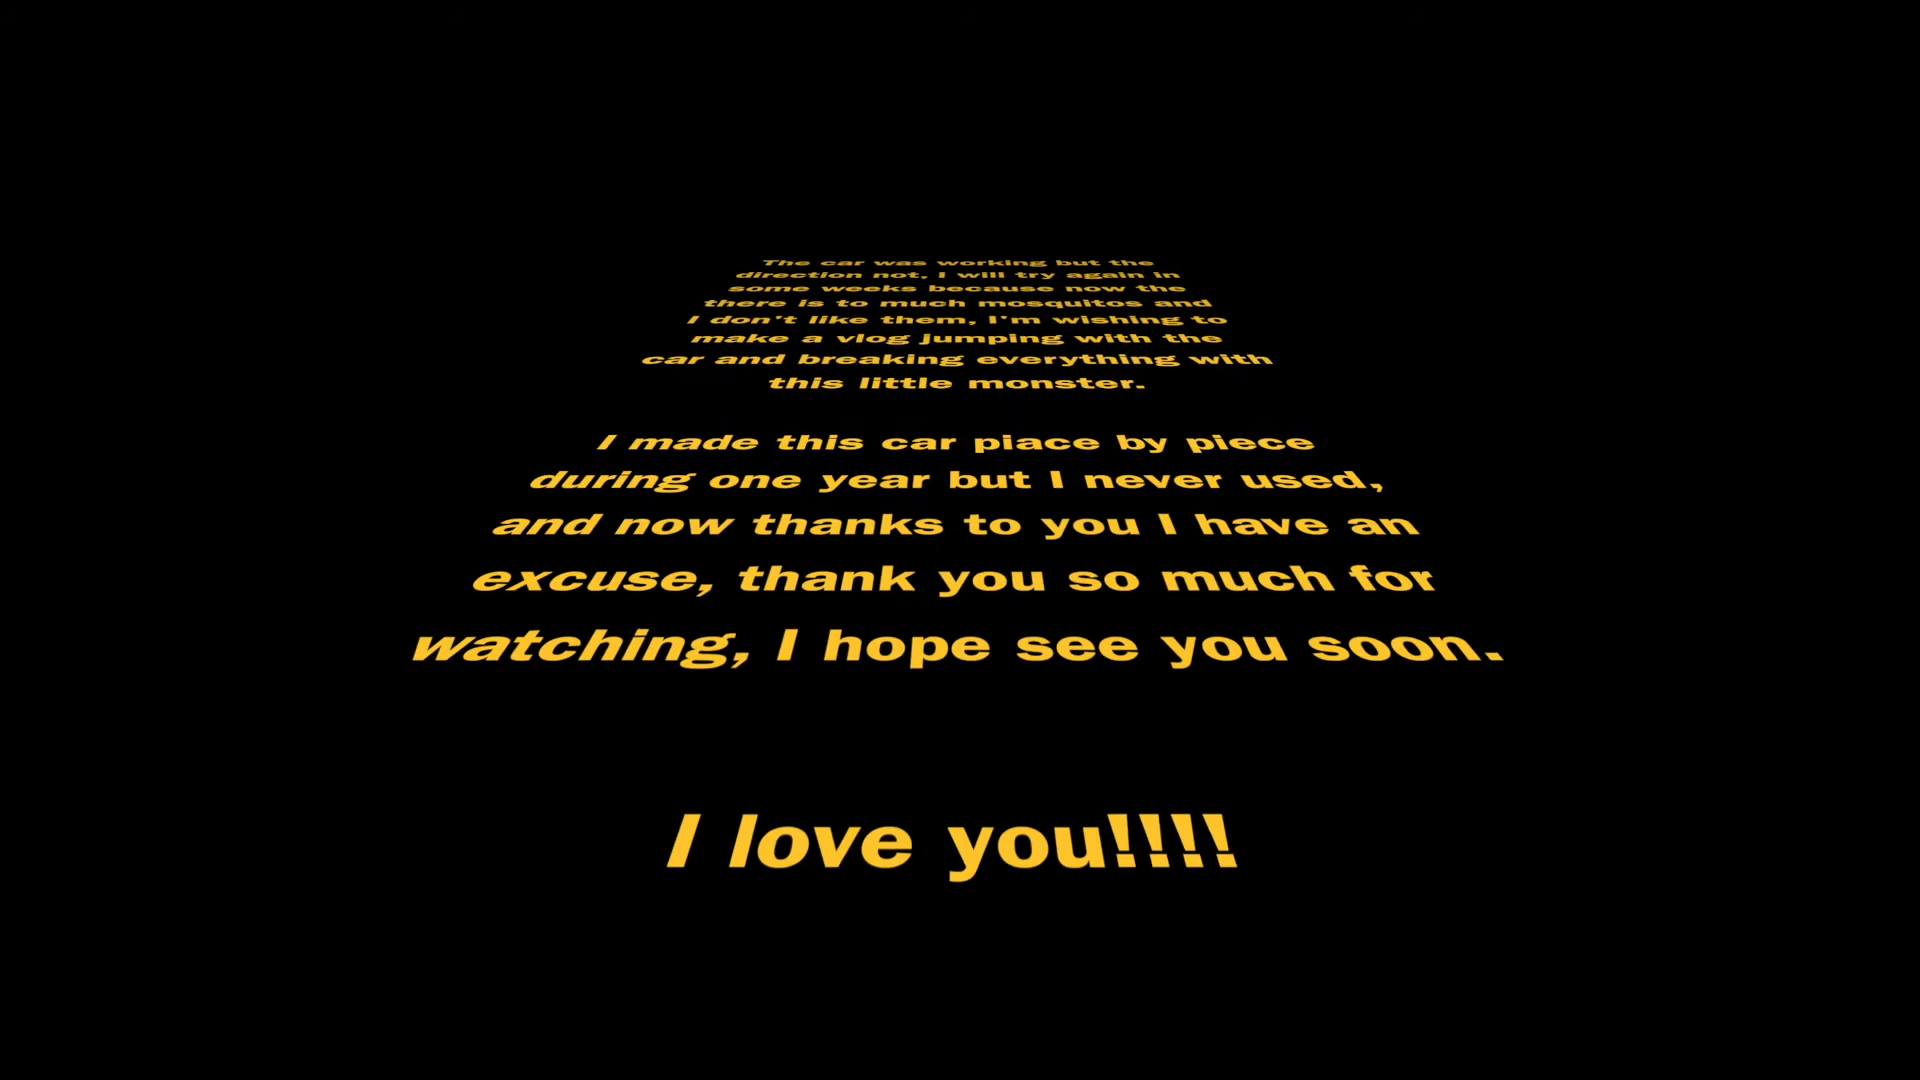 The car was working but the
direction not, I will try again in
some weeks because now the
there is to much mosquitos and
I don't like them, I'm wishing to
make a vlog jumping with the
car and breaking everything with
this little monster.
I made this car piace by piece
during one year but I never used,
and now thanks to you I have an
excuse, thank you so much for
watching, I hope see you soon.
I love you!!!!